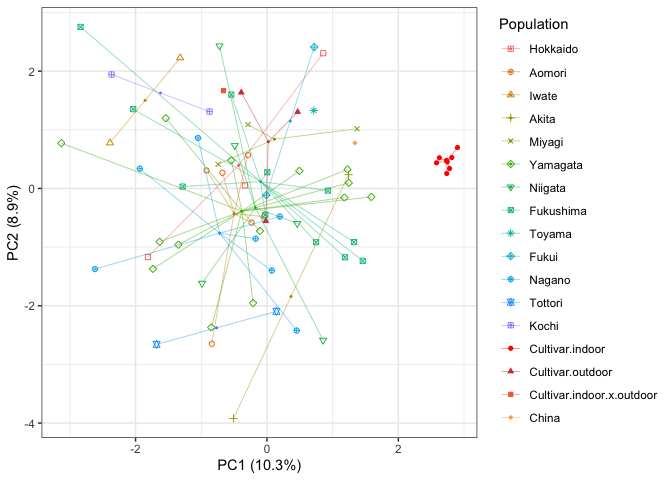 Population
Hokkaido
Aomori
Iwate
Akita
Miyagi
Yamagata
Niigata
Fukushima
Toyama
Fukui
Nagano
Tottori
Kochi
Cultivar.indoor
Cultivar.outdoor
Cultivar.indoor.x.outdoor
China
PC2 (8.9%)
2
0
-2
-4
-2
0
2
PC1 (10.3%)